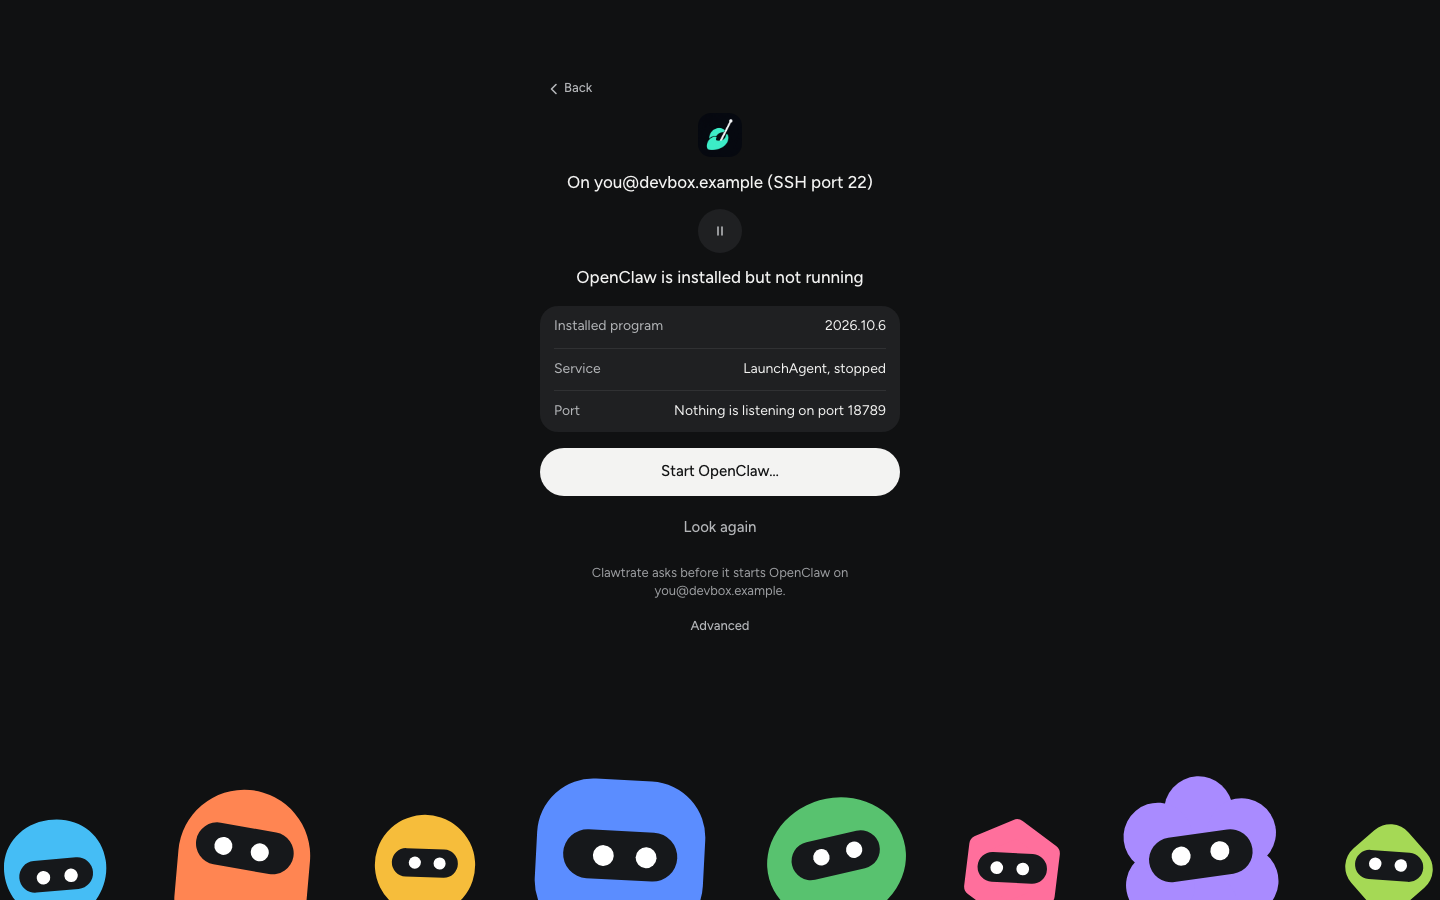 Back
On you@devbox.example (SSH port 22)
OpenClaw is installed but not running
Installed program 2026.10.6
Service LaunchAgent, stopped
Port Nothing is listening on port 18789
Start OpenClaw...
Look again
Clawtrate asks before it starts OpenClaw on
you@devbox.example.
Advanced